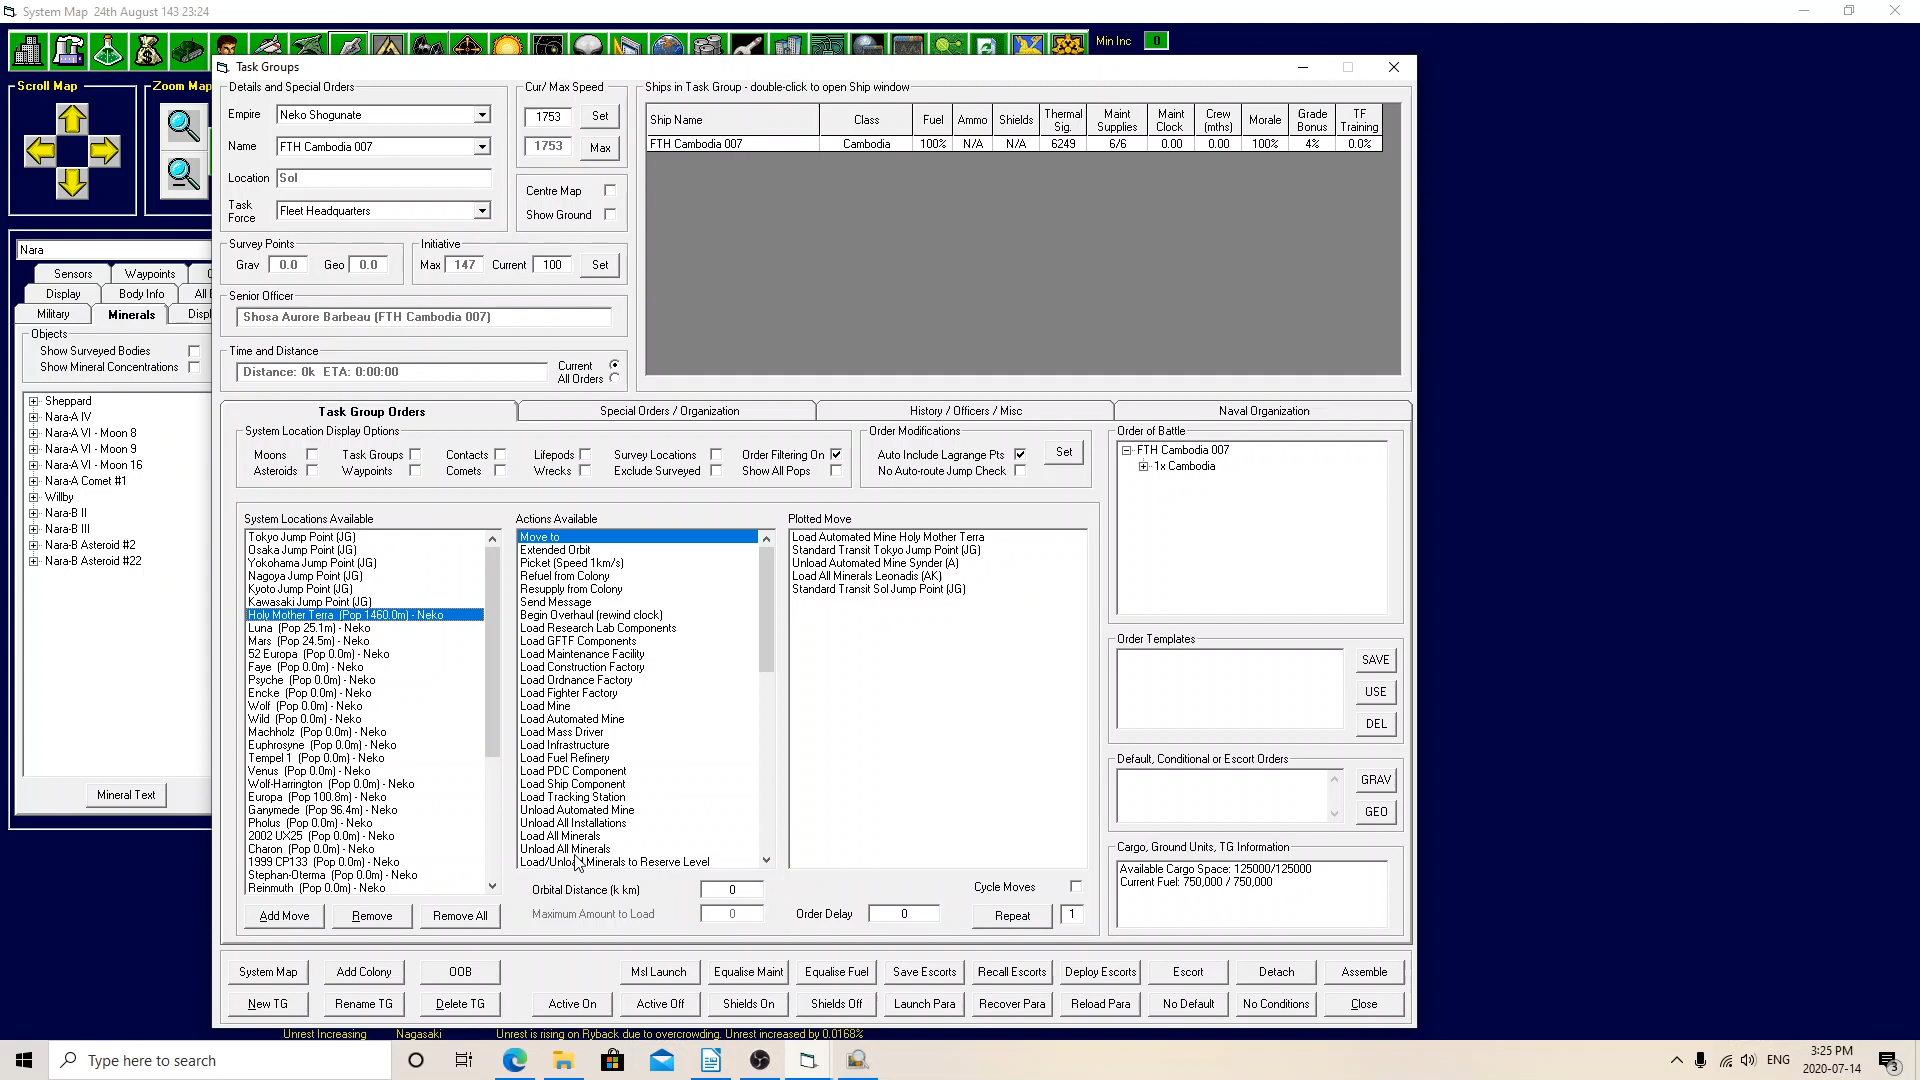 System Map 24th August 143 23:24
Min Inc 0
Scroll Map
Zoom Map
Nara
Sensors Waypoints
Display Body Info All
Military Minerals Displ
Objects
Show Surveyed Bodies
Show Mineral Concentrations
Sheppard
Nara-A IV
Nara-A VI - Moon 8
Nara-A VI - Moon 9
Nara-A VI - Moon 16
Nara-A Comet #1
Willby
Nara-B II
Nara-B III
Nara-B Asteroid #2
Nara-B Asteroid #22
Mineral Text
Task Groups
Details and Special Orders
Empire Neko Shogunate
Name FTH Cambodia 007
Location Sol
Task Force Fleet Headquarters
Cur/ Max Speed
1753 Set
1753 Max
Centre Map
Show Ground
Survey Points
Grav 0.0 Geo 0.0
Initiative
Max 147 Current 100 Set
Senior Officer
Shosa Aurore Barbeau (FTH Cambodia 007)
Time and Distance
Distance: 0k ETA: 0:00:00
Current
All Orders
Ships in Task Group - double-click to open Ship window
Ship Name Class Fuel Ammo Shields Thermal Sig. Maint Supplies Maint Clock Crew (mths) Morale Grade Bonus TF Training
FTH Cambodia 007 Cambodia 100% N/A N/A 6249 6/6 0.00 0.00 100% 4% 0.0%
Task Group Orders Special Orders / Organization History / Officers / Misc Naval Organization
System Location Display Options
Moons Task Groups Contacts Lifepods Survey Locations Order Filtering On
Asteroids Waypoints Comets Wrecks Exclude Surveyed Show All Pops
Order Modifications
Auto Include Lagrange Pts Set
No Auto-route Jump Check
System Locations Available
Tokyo Jump Point (JG)
Osaka Jump Point (JG)
Yokohama Jump Point (JG)
Nagoya Jump Point (JG)
Kyoto Jump Point (JG)
Kawasaki Jump Point (JG)
Holy Mother Terra (Pop 1460.0m) - Neko
Luna (Pop 25.1m) - Neko
Mars (Pop 24.5m) - Neko
52 Europa (Pop 0.0m) - Neko
Faye (Pop 0.0m) - Neko
Psyche (Pop 0.0m) - Neko
Encke (Pop 0.0m) - Neko
Wolf (Pop 0.0m) - Neko
Wild (Pop 0.0m) - Neko
Machholz (Pop 0.0m) - Neko
Euphrosyne (Pop 0.0m) - Neko
Tempel 1 (Pop 0.0m) - Neko
Venus (Pop 0.0m) - Neko
Wolf-Harrington (Pop 0.0m) - Neko
Europa (Pop 100.8m) - Neko
Ganymede (Pop 96.4m) - Neko
Pholus (Pop 0.0m) - Neko
2002 UX25 (Pop 0.0m) - Neko
Charon (Pop 0.0m) - Neko
1999 CP133 (Pop 0.0m) - Neko
Stephan-Oterma (Pop 0.0m) - Neko
Reinmuth (Pop 0.0m) - Neko
Add Move Remove Remove All
Actions Available
Move to
Extended Orbit
Picket (Speed 1km/s)
Refuel from Colony
Resupply from Colony
Send Message
Begin Overhaul (rewind clock)
Load Research Lab Components
Load GFTF Components
Load Maintenance Facility
Load Construction Factory
Load Ordnance Factory
Load Fighter Factory
Load Mine
Load Automated Mine
Load Mass Driver
Load Infrastructure
Load Fuel Refinery
Load PDC Component
Load Ship Component
Load Tracking Station
Unload Automated Mine
Unload All Installations
Load All Minerals
Unload All Minerals
Load/Unload Minerals to Reserve Level
Orbital Distance (k km) 0
Maximum Amount to Load 0
Plotted Move
Load Automated Mine Holy Mother Terra
Standard Transit Tokyo Jump Point (JG)
Unload Automated Mine Synder (A)
Load All Minerals Leonadis (AK)
Standard Transit Sol Jump Point (JG)
Cycle Moves
Order Delay 0 Repeat 1
Order of Battle
FTH Cambodia 007
1x Cambodia
Order Templates
SAVE
USE
DEL
Default, Conditional or Escort Orders
GRAV
GEO
Cargo, Ground Units, TG Information
Available Cargo Space: 125000/125000
Current Fuel: 750,000 / 750,000
System Map Add Colony OOB Msl Launch Equalise Maint Equalise Fuel Save Escorts Recall Escorts Deploy Escorts Escort Detach Assemble
New TG Rename TG Delete TG Active On Active Off Shields On Shields Off Launch Para Recover Para Reload Para No Default No Conditions Close
Unrest Increasing Nagasaki Unrest is rising on Ryback due to overcrowding. Unrest increased by 0.0168%
Type here to search
ENG
3:25 PM
2020-07-14
3